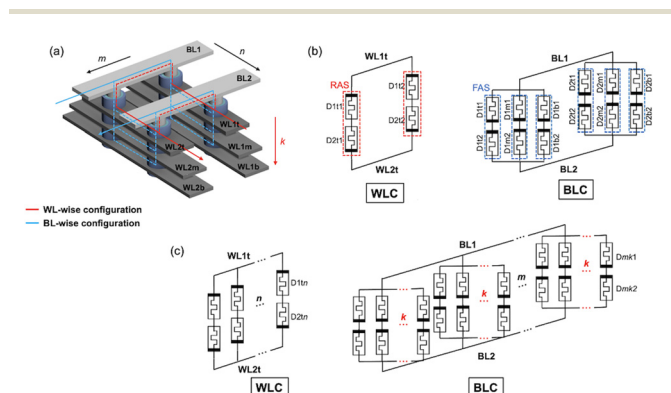 (a)
m
n
BL1
BL2
k
WL1t
WL2t
WL1m
WL2m
WL1b
WL2b
WL-wise configuration
BL-wise configuration
(b)
WL1t
RAS
D1t1
D2t1
D1t2
D2t2
WL2t
WLC
BL1
FAS
D1t1
D1t2
D1m1
D1m2
D1b1
D1b2
D2t1
D2t2
D2m1
D2m2
D2b1
D2b2
BL2
BLC
(c)
WL1t
n
D1tn
D2tn
WL2t
WLC
BL1
k
k
m
k
Dmk1
Dmk2
BL2
BLC